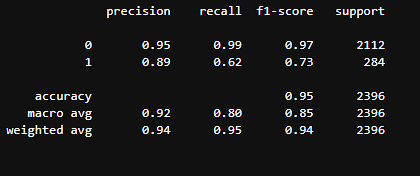 precision recall f1-score support
0 0.95 0.99 0.97 2112
1 0.89 0.62 0.73 284
accuracy 0.95 2396
macro avg 0.92 0.80 0.85 2396
weighted avg 0.94 0.95 0.94 2396